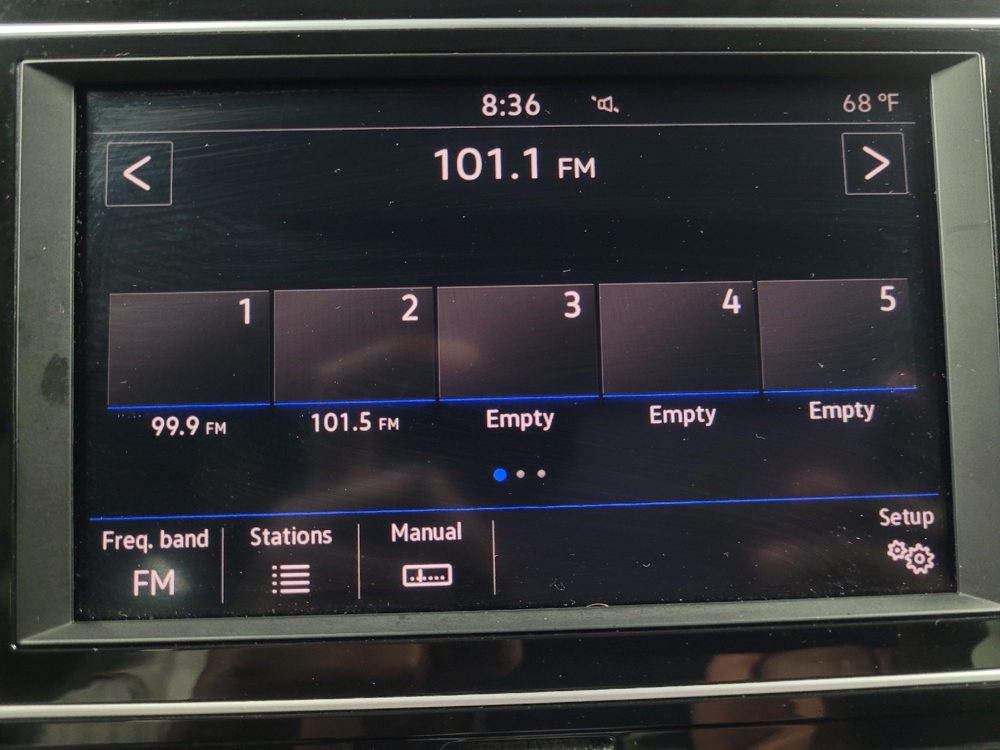 8:36 68 °F
< 101.1 FM >
1 2 3 4 5
99.9 FM 101.5 FM Empty Empty Empty
Freq. band Stations Manual Setup
FM